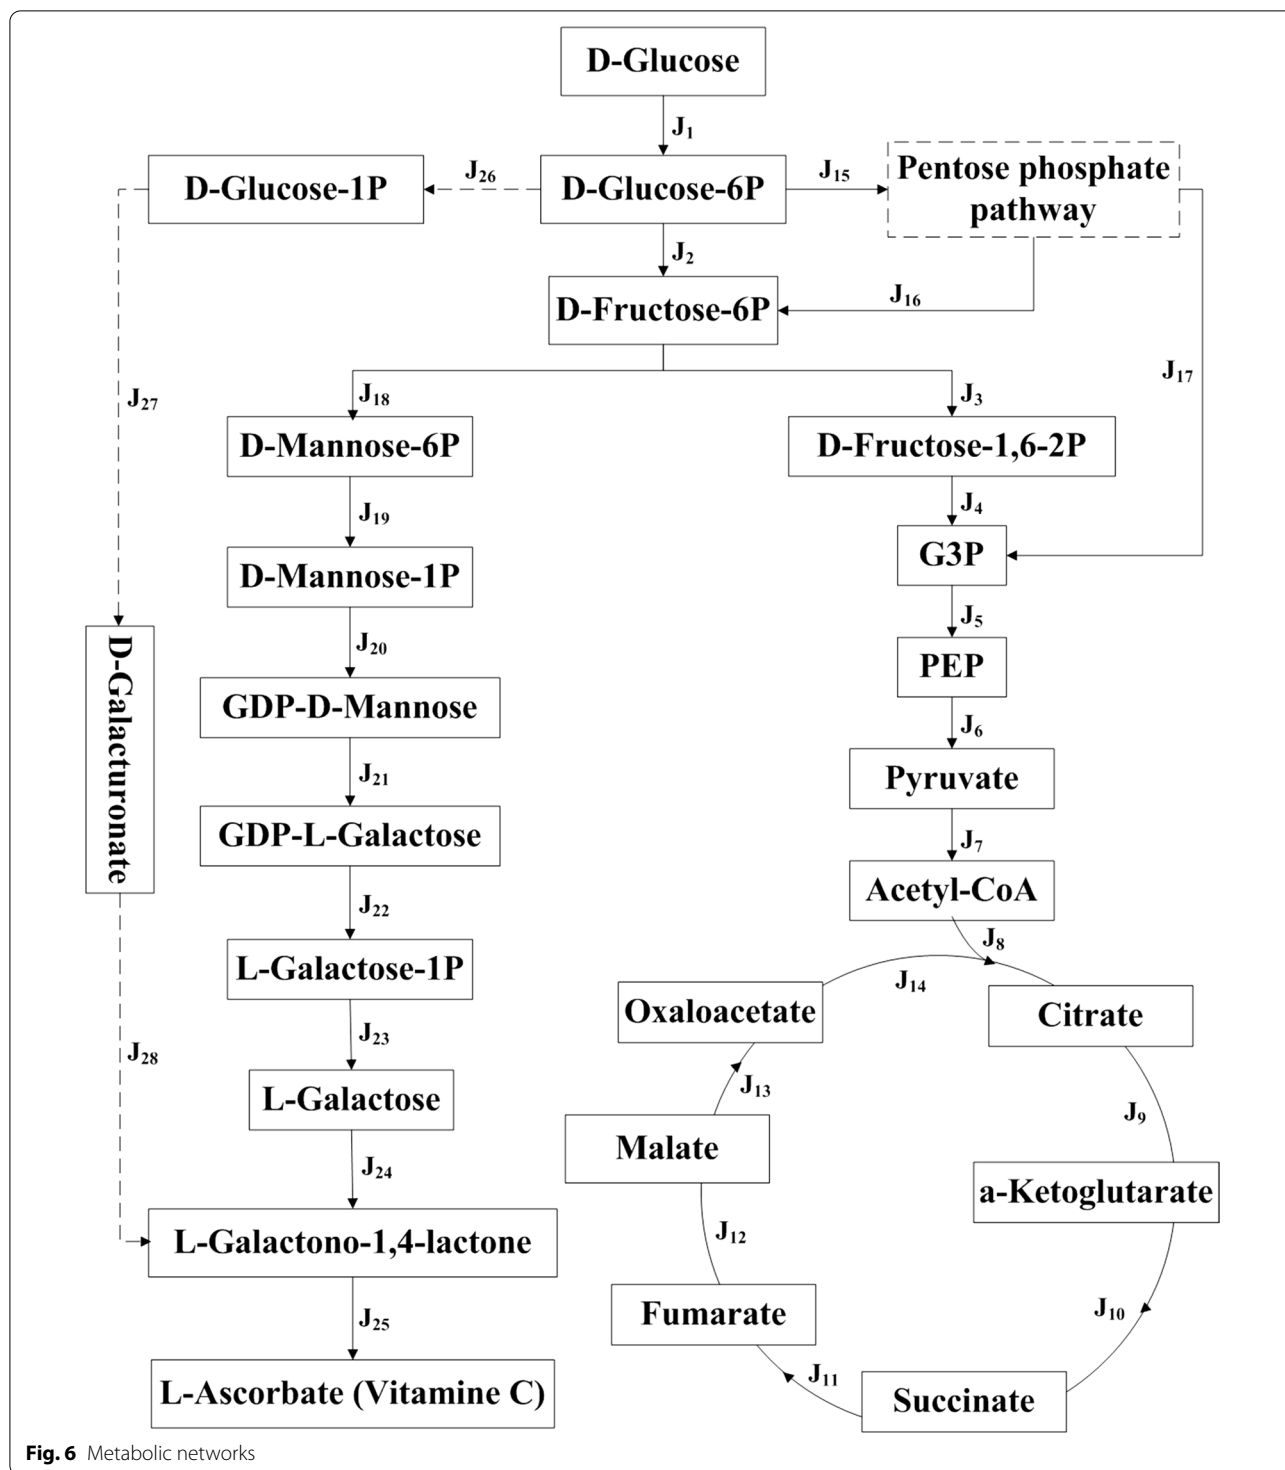 D-Glucose
J1
D-Glucose-1P
J26
D-Glucose-6P
J15
Pentose phosphate
pathway
J2
D-Fructose-6P
J16
J17
J27
J18
J3
D-Mannose-6P
D-Fructose-1,6-2P
J19
J4
D-Mannose-1P
G3P
J20
J5
D-Galacturonate
GDP-D-Mannose
PEP
J21
J6
GDP-L-Galactose
Pyruvate
J22
J7
L-Galactose-1P
Acetyl-CoA
J8
J14
Oxaloacetate
Citrate
J23
J28
J13
J9
L-Galactose
Malate
a-Ketoglutarate
J24
J12
J10
L-Galactono-1,4-lactone
Fumarate
J25
J11
L-Ascorbate (Vitamine C)
Succinate
Fig. 6 Metabolic networks